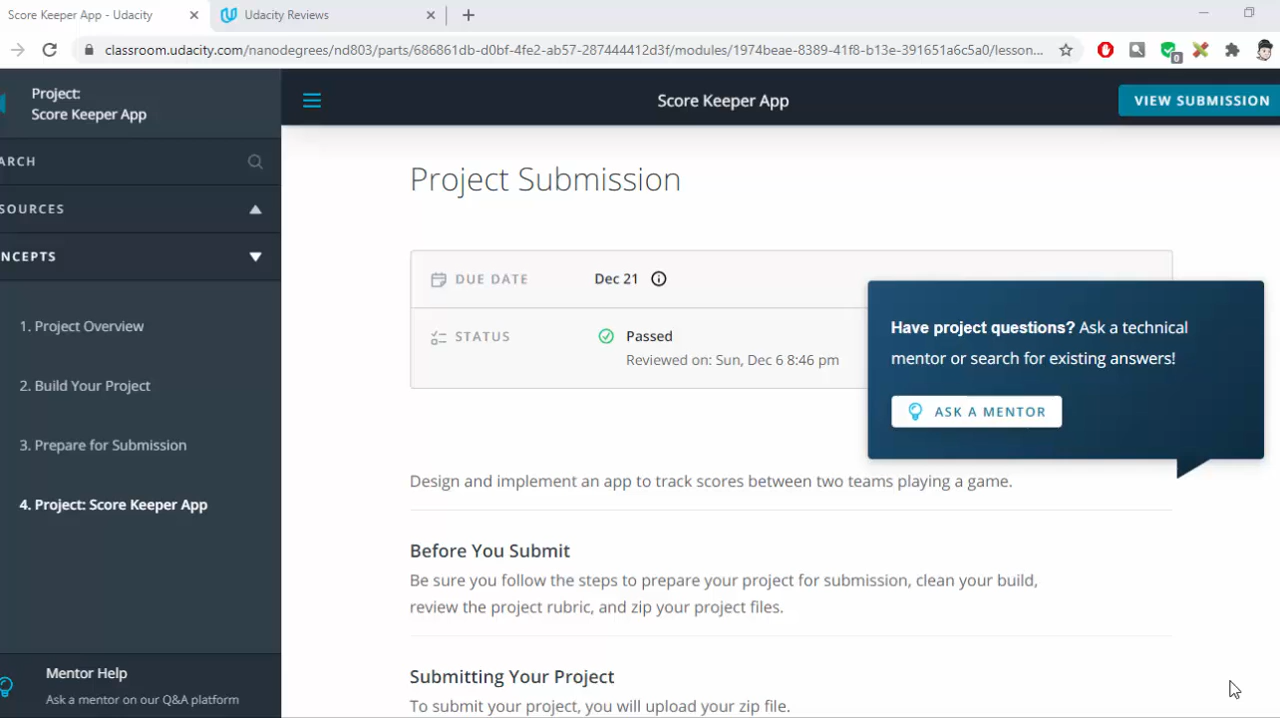 Score Keeper App - Udacity
Udacity Reviews
classroom.udacity.com/nanodegrees/nd803/parts/686861db-d0bf-4fe2-ab57-287444412d3f/modules/1974beae-8389-41f8-b13e-391651a6c5a0/lesson...
0
Project:
Score Keeper App
ARCH
SOURCES
NCEPTS
1. Project Overview
2. Build Your Project
3. Prepare for Submission
4. Project: Score Keeper App
Mentor Help
Ask a mentor on our Q&A platform
Score Keeper App
VIEW SUBMISSION
Project Submission
DUE DATE Dec 21
STATUS Passed
Reviewed on: Sun, Dec 6 8:46 pm
Have project questions? Ask a technical
mentor or search for existing answers!
ASK A MENTOR
Design and implement an app to track scores between two teams playing a game.
Before You Submit
Be sure you follow the steps to prepare your project for submission, clean your build,
review the project rubric, and zip your project files.
Submitting Your Project
To submit your project, you will upload your zip file.